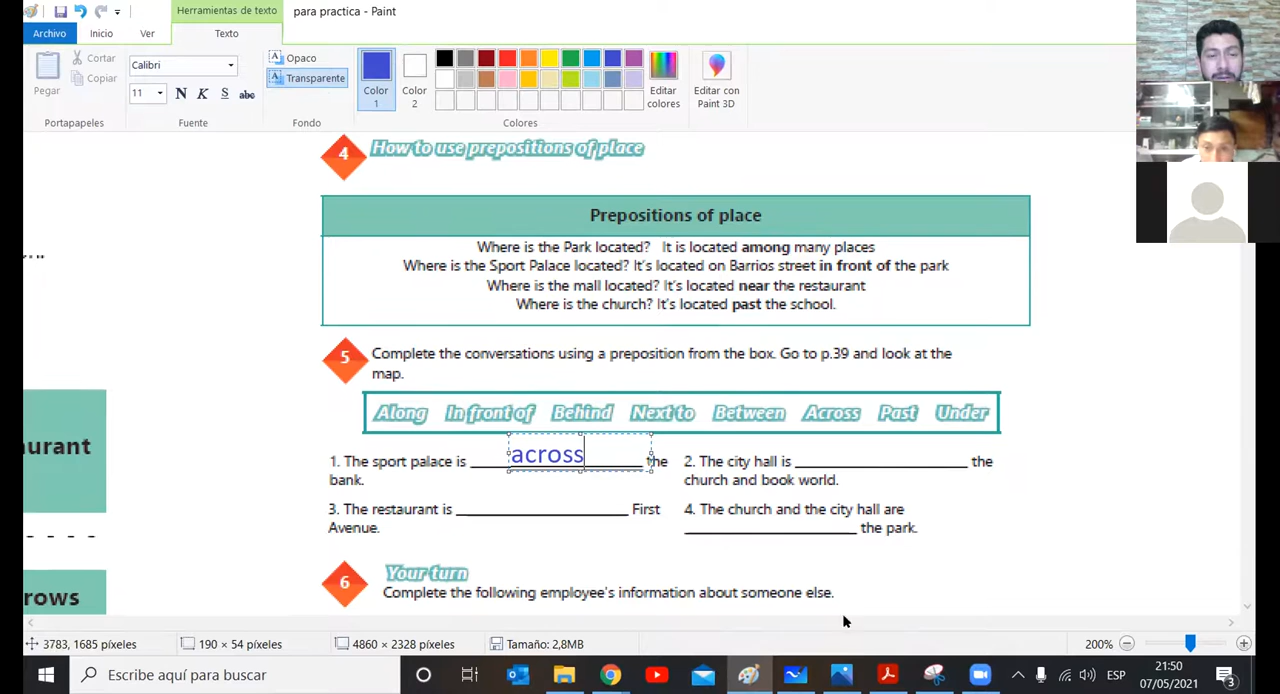 Herramientas de texto
para practica - Paint
Archivo
Inicio
Ver
Texto
Pegar
Cortar
Copiar
Portapapeles
Calibri
11
N K S abc
Fuente
Opaco
Transparente
Fondo
Color 1
Color 2
Editar colores
Editar con Paint 3D
Colores
4 How to use prepositions of place
Prepositions of place
Where is the Park located? It is located among many places
Where is the Sport Palace located? It's located on Barrios street in front of the park
Where is the mall located? It's located near the restaurant
Where is the church? It's located past the school.
5 Complete the conversations using a preposition from the box. Go to p.39 and look at the
map.
Along In front of Behind Next to Between Across Past Under
1. The sport palace is across the
bank.
2. The city hall is ____________________ the
church and book world.
3. The restaurant is ____________________ First
Avenue.
4. The church and the city hall are
____________________ the park.
6 Your turn
Complete the following employee's information about someone else.
aurant
rows
3783, 1685 píxeles
190 × 54 píxeles
4860 × 2328 píxeles
Tamaño: 2,8MB
200%
Escribe aquí para buscar
ESP
21:50
07/05/2021
3